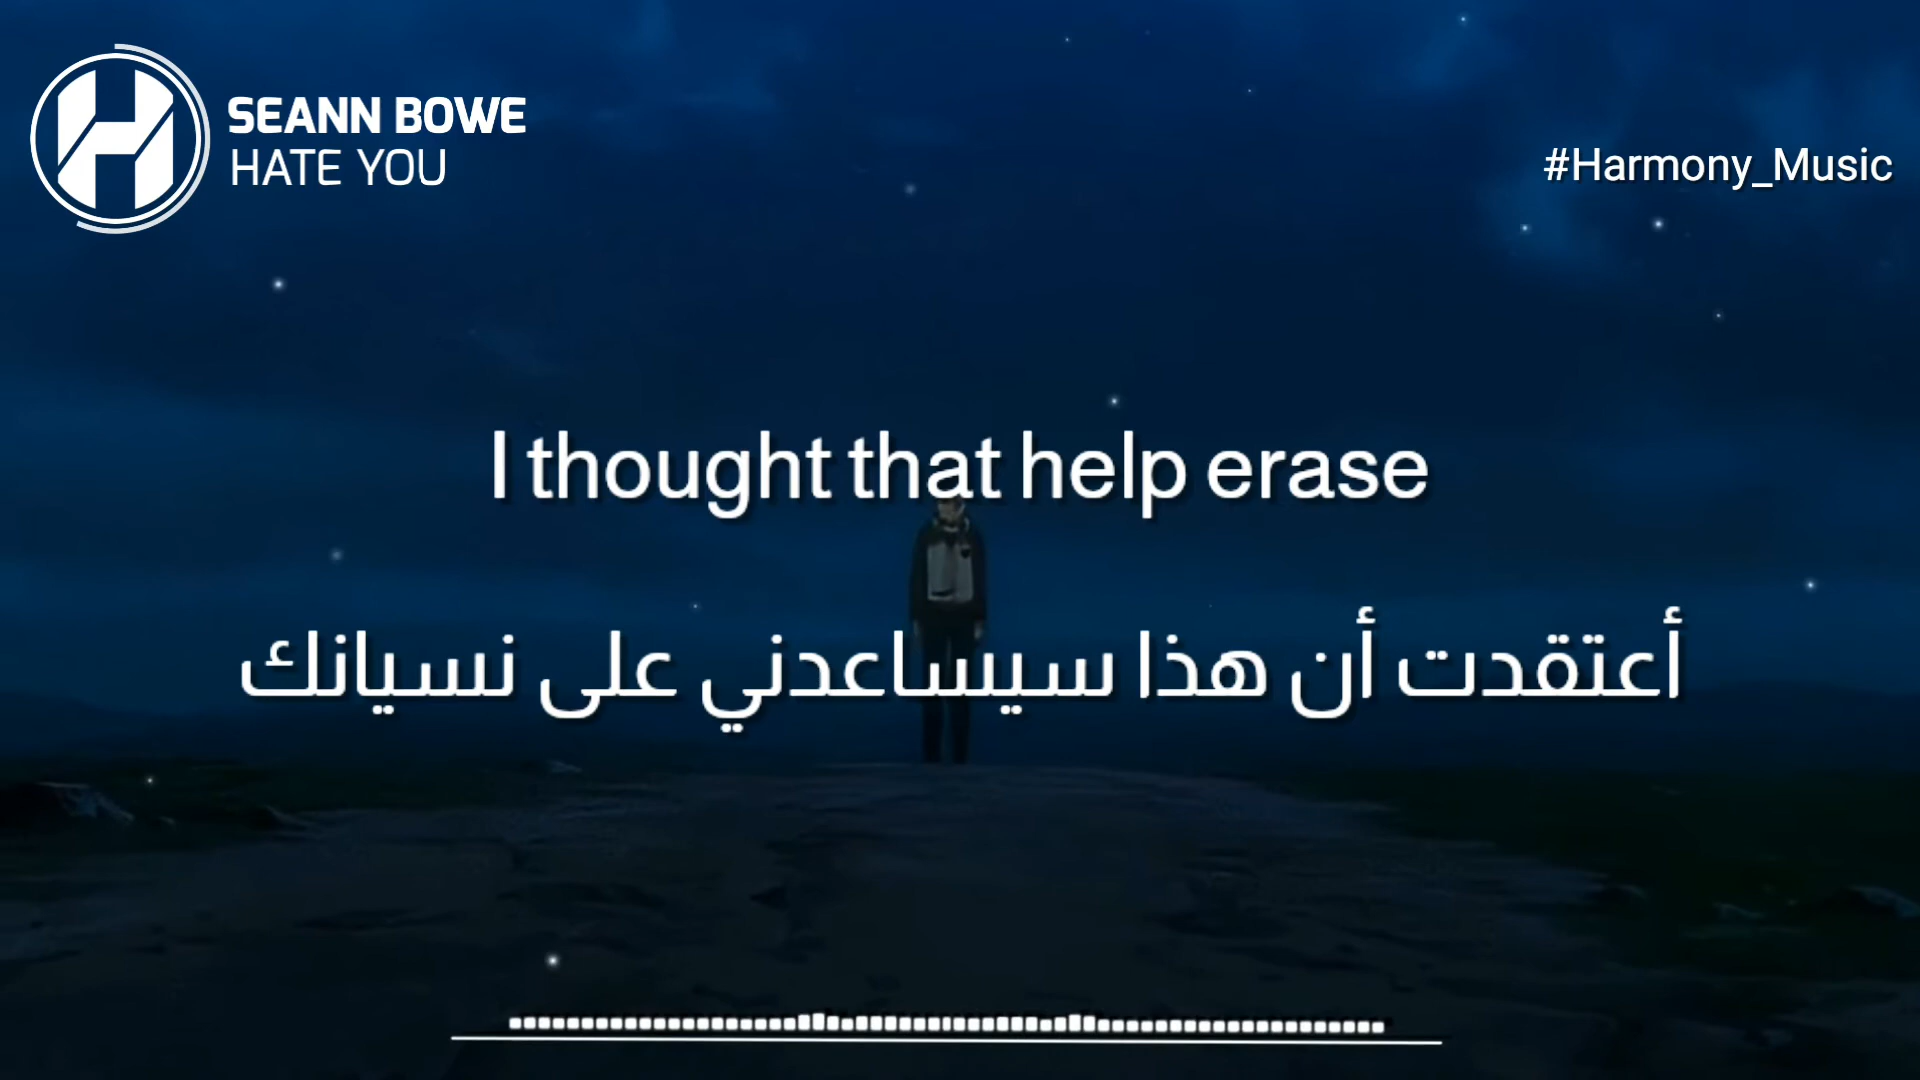 SEANN BOWE
HATE YOU
#Harmony_Music
I thought that help erase
أعتقدت أن هذا سيساعدني على نسيانك